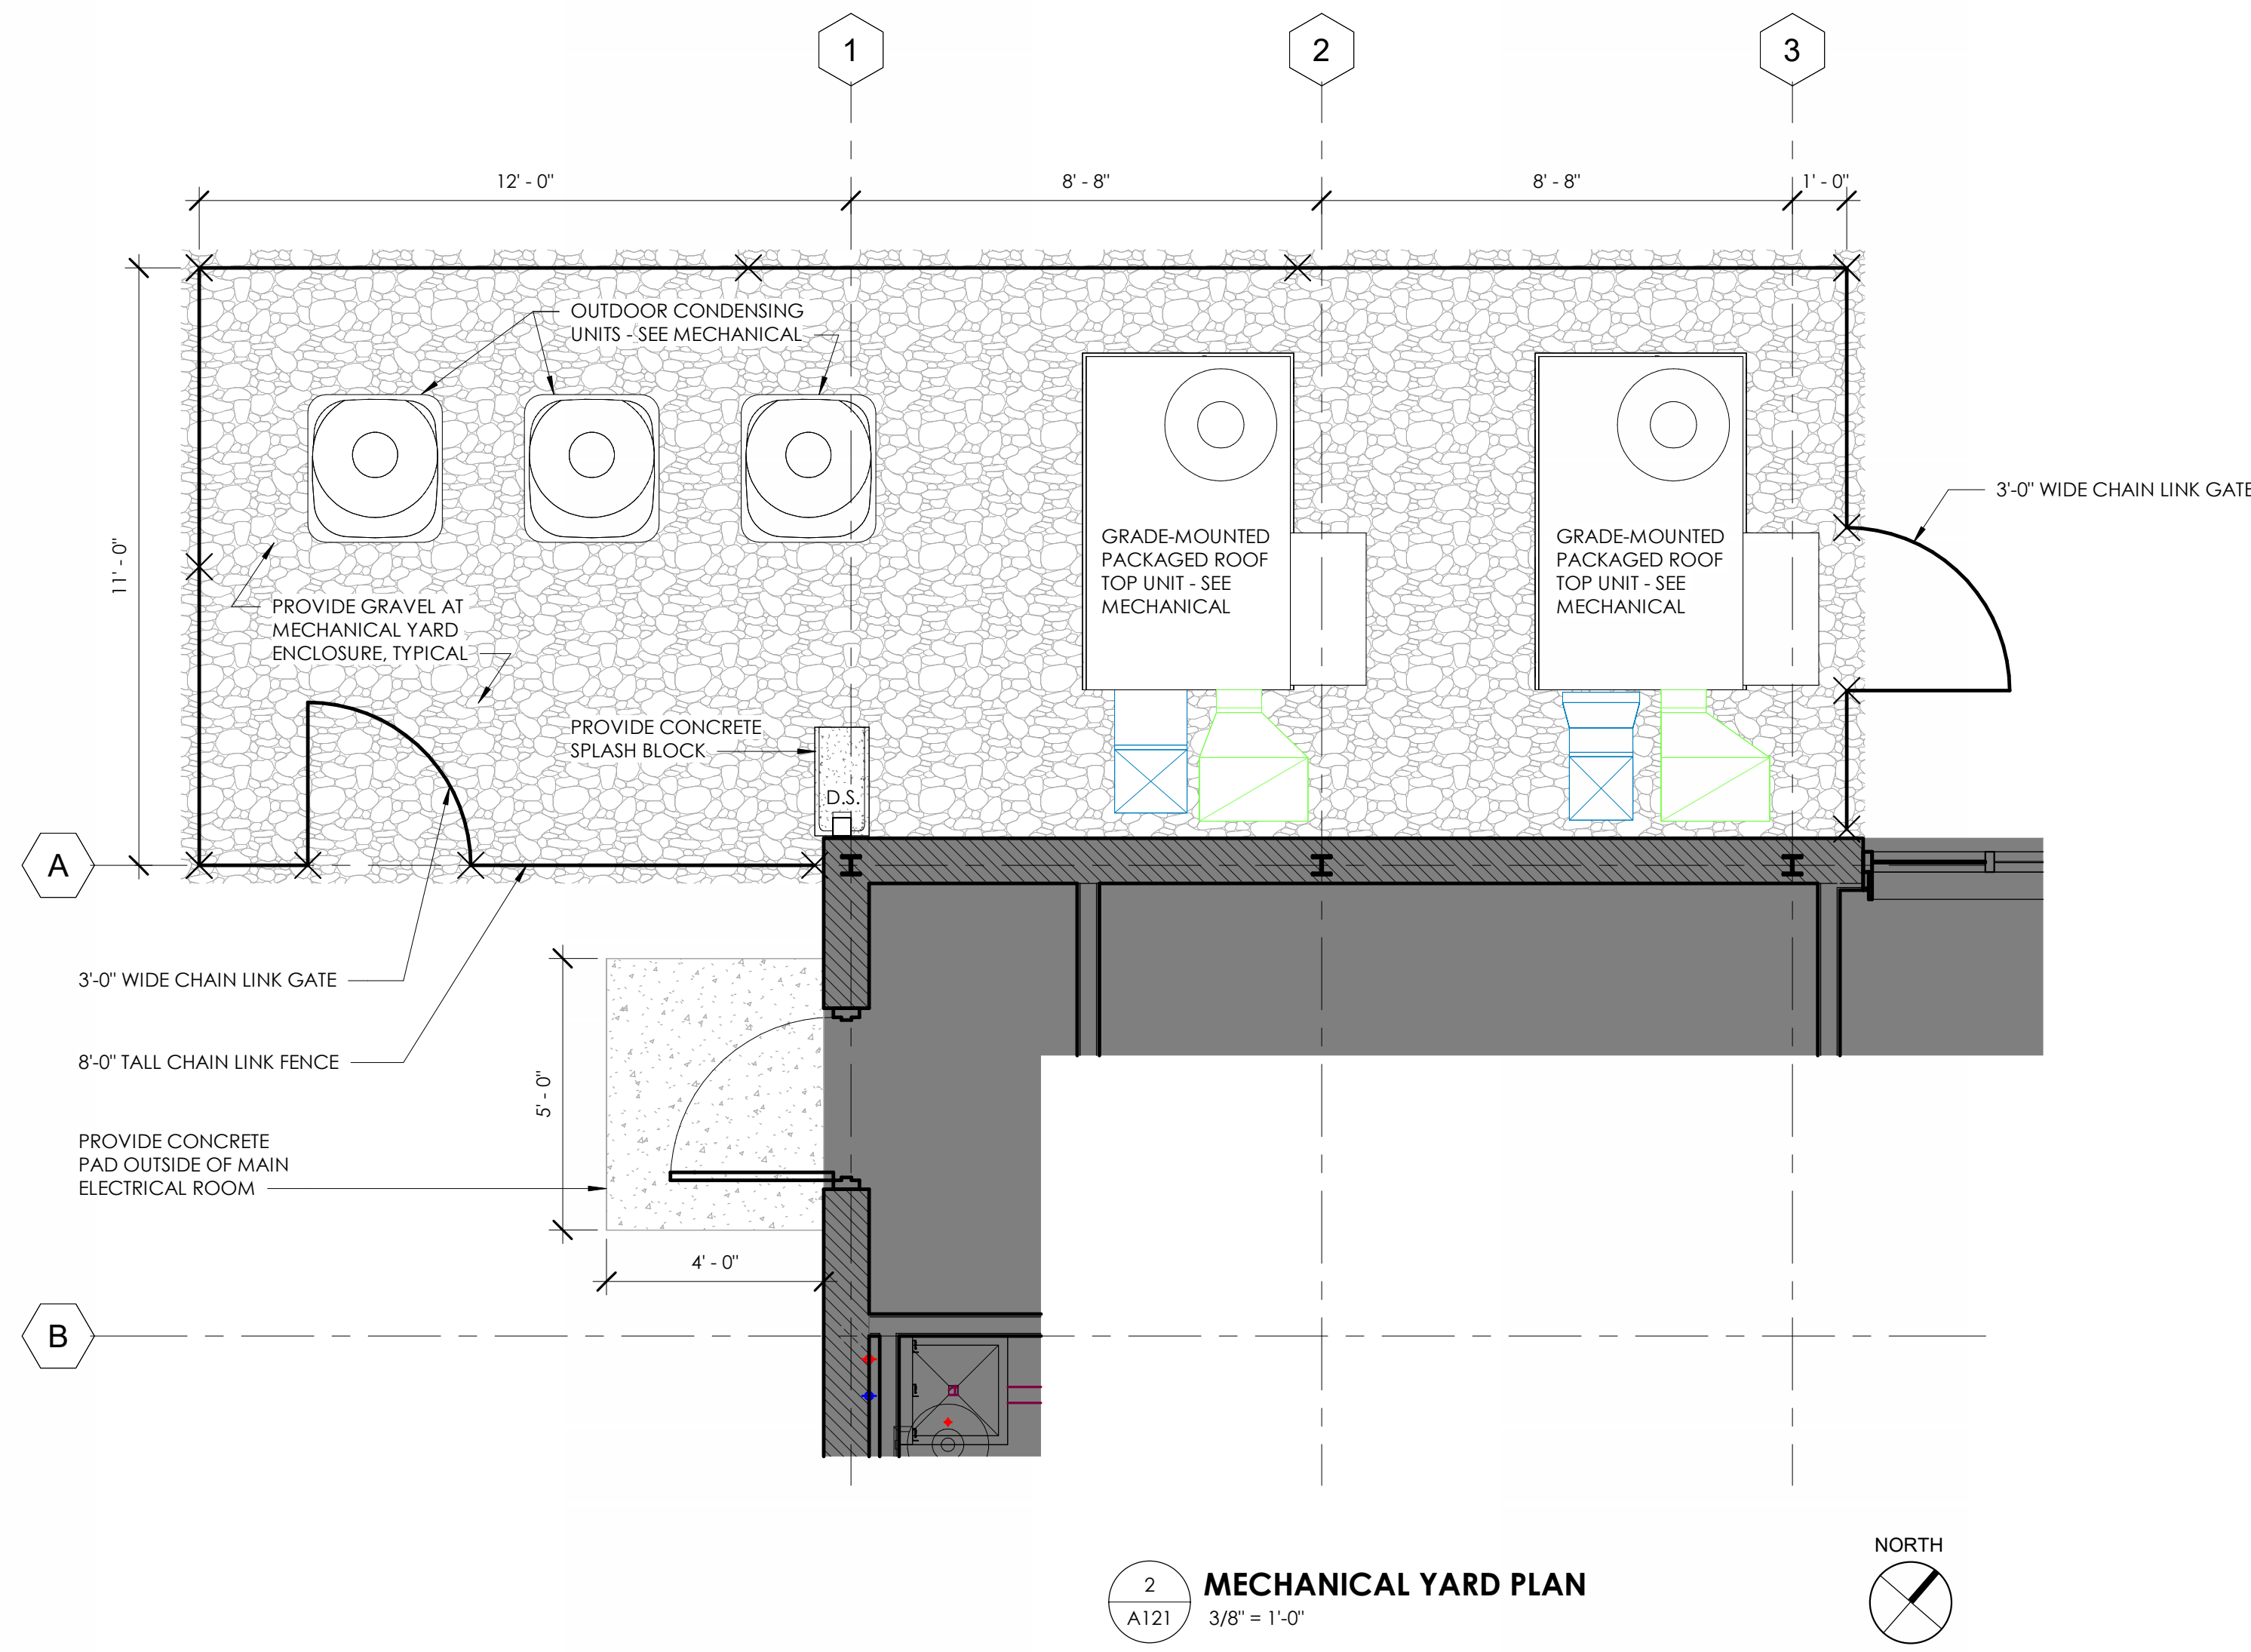 1
2
3
12' - 0"
8' - 8"
8' - 8"
1' - 0"
OUTDOOR CONDENSING
UNITS - SEE MECHANICAL
3'-0" WIDE CHAIN LINK GATE
11' - 0"
GRADE-MOUNTED
PACKAGED ROOF
TOP UNIT - SEE
MECHANICAL
GRADE-MOUNTED
PACKAGED ROOF
TOP UNIT - SEE
MECHANICAL
PROVIDE GRAVEL AT
MECHANICAL YARD
ENCLOSURE, TYPICAL
PROVIDE CONCRETE
SPLASH BLOCK
D.S.
A
3'-0" WIDE CHAIN LINK GATE
8'-0" TALL CHAIN LINK FENCE
5' - 0"
PROVIDE CONCRETE
PAD OUTSIDE OF MAIN
ELECTRICAL ROOM
4' - 0"
B
2
A121
MECHANICAL YARD PLAN
3/8" = 1'-0"
NORTH